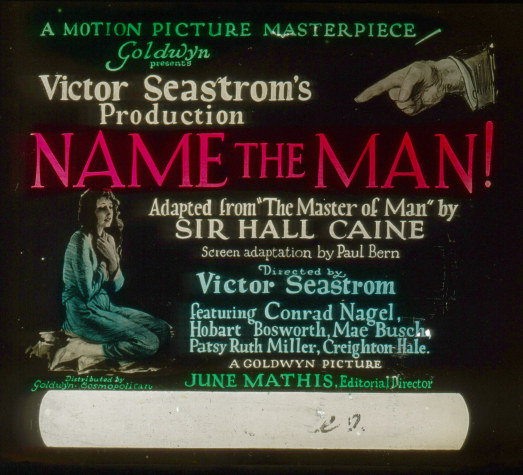 A MOTION PICTURE MASTERPIECE
Goldwyn
presents
Victor Seastrom's
Production
NAME THE MAN!
Adapted from "The Master of Man" by
SIR HALL CAINE
Screen adaptation by Paul Bern
Directed by
Victor Seastrom
featuring Conrad Nagel,
Hobart Bosworth, Mae Busch,
Patsy Ruth Miller, Creighton Hale.
A GOLDWYN PICTURE
JUNE MATHIS, Editorial Director
Distributed by
Goldwyn-Cosmopolitan